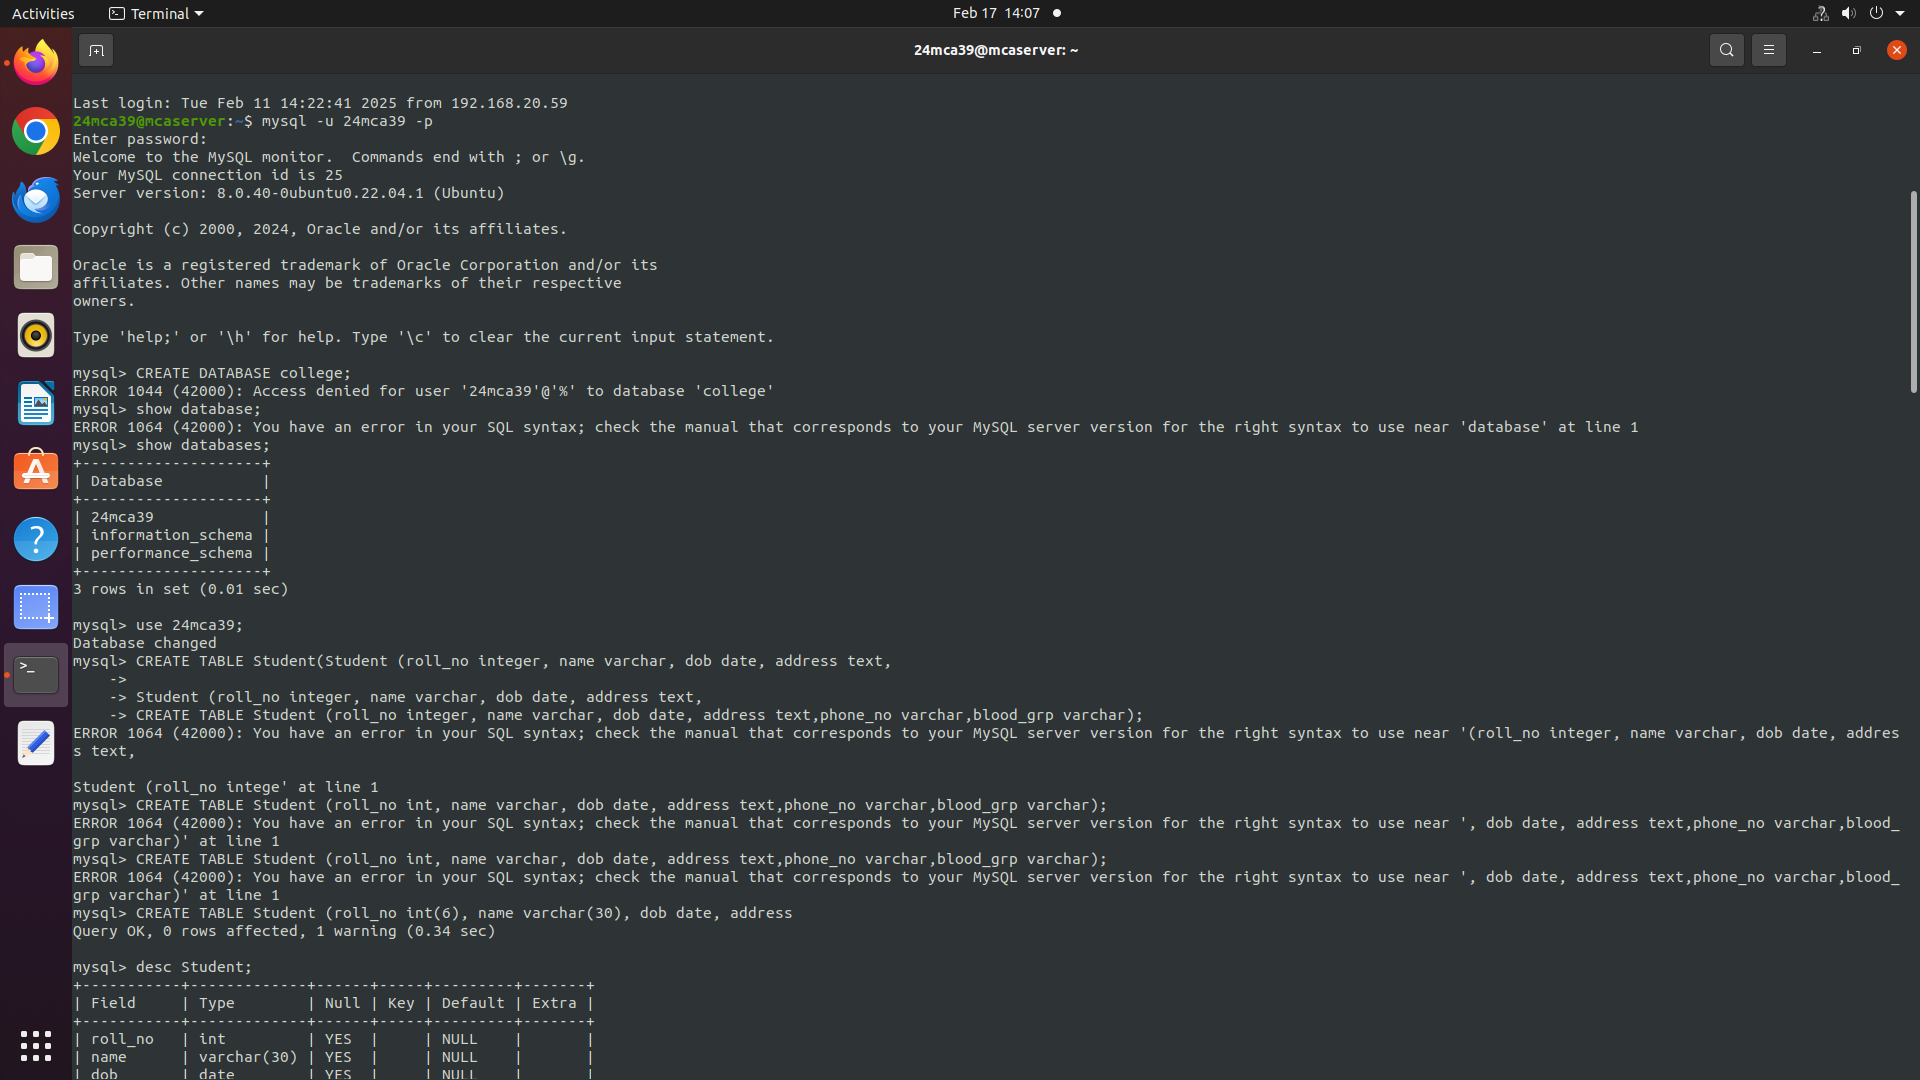 Activities
Terminal
Feb 17 14:07
24mca39@mcaserver: ~
Last login: Tue Feb 11 14:22:41 2025 from 192.168.20.59
24mca39@mcaserver:~$ mysql -u 24mca39 -p
Enter password:
Welcome to the MySQL monitor.  Commands end with ; or \g.
Your MySQL connection id is 25
Server version: 8.0.40-0ubuntu0.22.04.1 (Ubuntu)
Copyright (c) 2000, 2024, Oracle and/or its affiliates.
Oracle is a registered trademark of Oracle Corporation and/or its
affiliates. Other names may be trademarks of their respective
owners.
Type 'help;' or '\h' for help. Type '\c' to clear the current input statement.
mysql> CREATE DATABASE college;
ERROR 1044 (42000): Access denied for user '24mca39'@'%' to database 'college'
mysql> show database;
ERROR 1064 (42000): You have an error in your SQL syntax; check the manual that corresponds to your MySQL server version for the right syntax to use near 'database' at line 1
mysql> show databases;
+--------------------+
| Database           |
+--------------------+
| 24mca39            |
| information_schema |
| performance_schema |
+--------------------+
3 rows in set (0.01 sec)
mysql> use 24mca39;
Database changed
mysql> CREATE TABLE Student(Student (roll_no integer, name varchar, dob date, address text,
    ->
    -> Student (roll_no integer, name varchar, dob date, address text,
    -> CREATE TABLE Student (roll_no integer, name varchar, dob date, address text,phone_no varchar,blood_grp varchar);
ERROR 1064 (42000): You have an error in your SQL syntax; check the manual that corresponds to your MySQL server version for the right syntax to use near '(roll_no integer, name varchar, dob date, addres
s text,
Student (roll_no intege' at line 1
mysql> CREATE TABLE Student (roll_no int, name varchar, dob date, address text,phone_no varchar,blood_grp varchar);
ERROR 1064 (42000): You have an error in your SQL syntax; check the manual that corresponds to your MySQL server version for the right syntax to use near ', dob date, address text,phone_no varchar,blood_
grp varchar)' at line 1
mysql> CREATE TABLE Student (roll_no int, name varchar, dob date, address text,phone_no varchar,blood_grp varchar);
ERROR 1064 (42000): You have an error in your SQL syntax; check the manual that corresponds to your MySQL server version for the right syntax to use near ', dob date, address text,phone_no varchar,blood_
grp varchar)' at line 1
mysql> CREATE TABLE Student (roll_no int(6), name varchar(30), dob date, address
Query OK, 0 rows affected, 1 warning (0.34 sec)
mysql> desc Student;
+-----------+-------------+------+-----+---------+-------+
| Field     | Type        | Null | Key | Default | Extra |
+-----------+-------------+------+-----+---------+-------+
| roll_no   | int         | YES  |     | NULL    |       |
| name      | varchar(30) | YES  |     | NULL    |       |
| dob       | date        | YES  |     | NULL    |       |